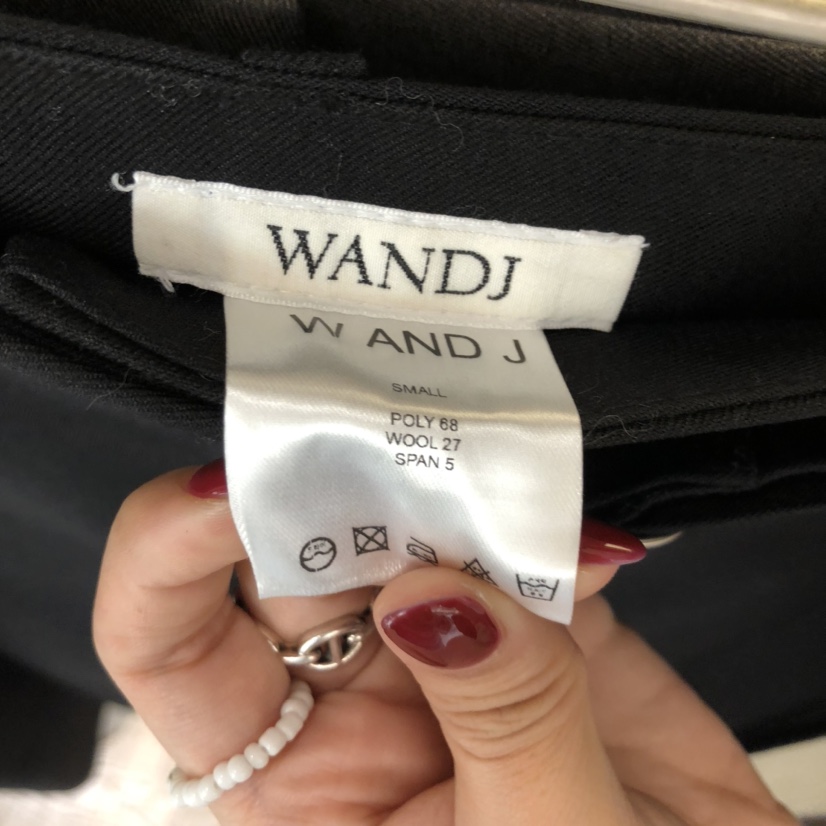 WANDJ
W AND J
SMALL
POLY 68
WOOL 27
SPAN 5